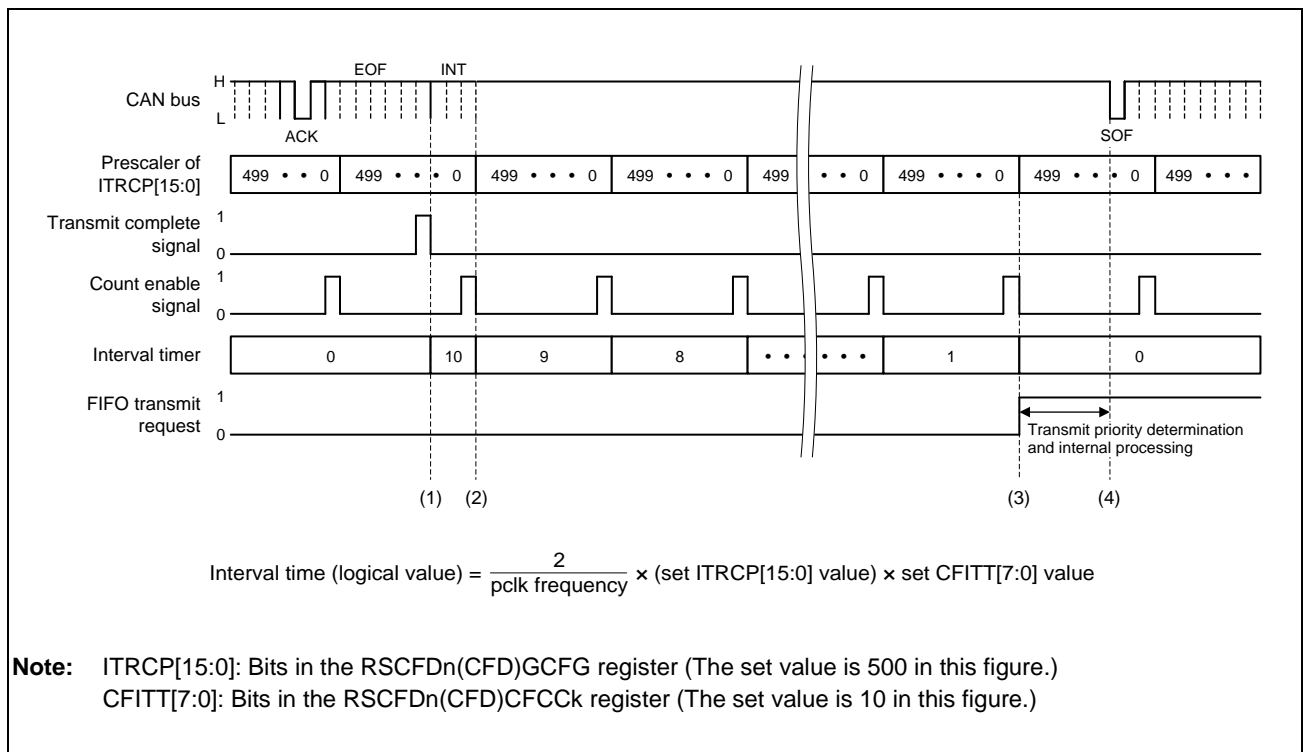 EOF INT
H
CAN bus
L
ACK SOF
Prescaler of
ITRCP[15:0]
499 • • 0 499 • • • 0 499 • • • 0 499 • • • 0 499 • • • 0 499 • • • 0 499 • • • 0 499 • • •
Transmit complete
signal
1
0
Count enable
signal
1
0
Interval timer
0 10 9 8 • • • • • • 1 0
FIFO transmit
request
1
0
Transmit priority determination
and internal processing
(1) (2) (3) (4)
Interval time (logical value) = 2 / pclk frequency × (set ITRCP[15:0] value) × set CFITT[7:0] value
Note: ITRCP[15:0]: Bits in the RSCFDn(CFD)GCFG register (The set value is 500 in this figure.)
CFITT[7:0]: Bits in the RSCFDn(CFD)CFCCk register (The set value is 10 in this figure.)